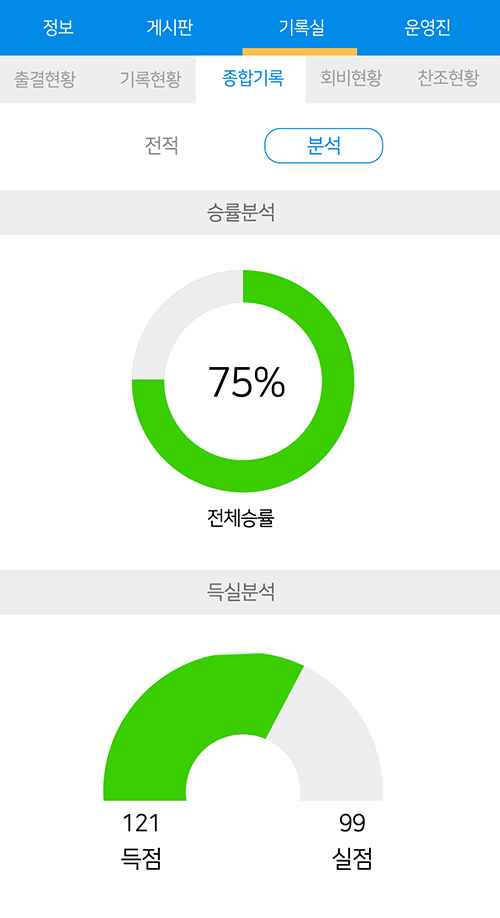 정보 게시판 기록실 운영진
출결현황 기록현황 종합기록 회비현황 찬조현황
전적 분석
승률분석
75%
전체승률
득실분석
121 99
득점 실점